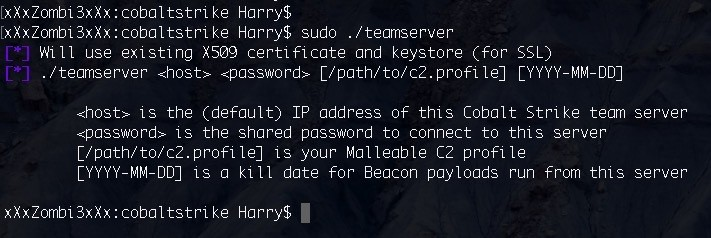 [xXxZombi3xXx:cobaltstrike Harry$
[xXxZombi3xXx:cobaltstrike Harry$ sudo ./teamserver
[*] Will use existing X509 certificate and keystore (for SSL)
[*] ./teamserver <host> <password> [/path/to/c2.profile] [YYYY-MM-DD]
<host> is the (default) IP address of this Cobalt Strike team server
<password> is the shared password to connect to this server
[/path/to/c2.profile] is your Malleable C2 profile
[YYYY-MM-DD] is a kill date for Beacon payloads run from this server
xXxZombi3xXx:cobaltstrike Harry$